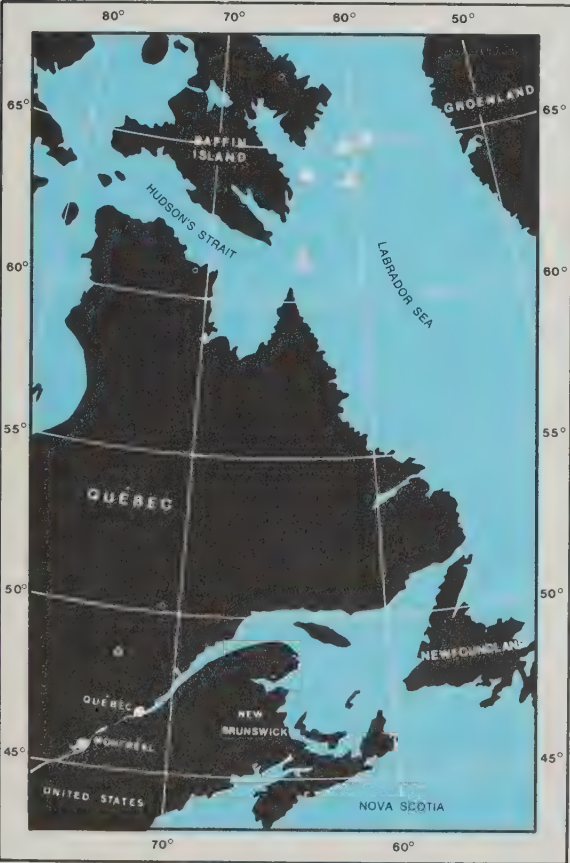 80° 70° 60° 50°
65° 65°
GROENLAND
BAFFIN
ISLAND
HUDSON'S STRAIT
LABRADOR SEA
60° 60°
55° 55°
QUÉBEC
50° 50°
NEWFOUNDLAN
QUÉBEC
NEW
BRUNSWICK
MONTRÉAL
45° 45°
UNITED STATES
NOVA SCOTIA
70° 60°